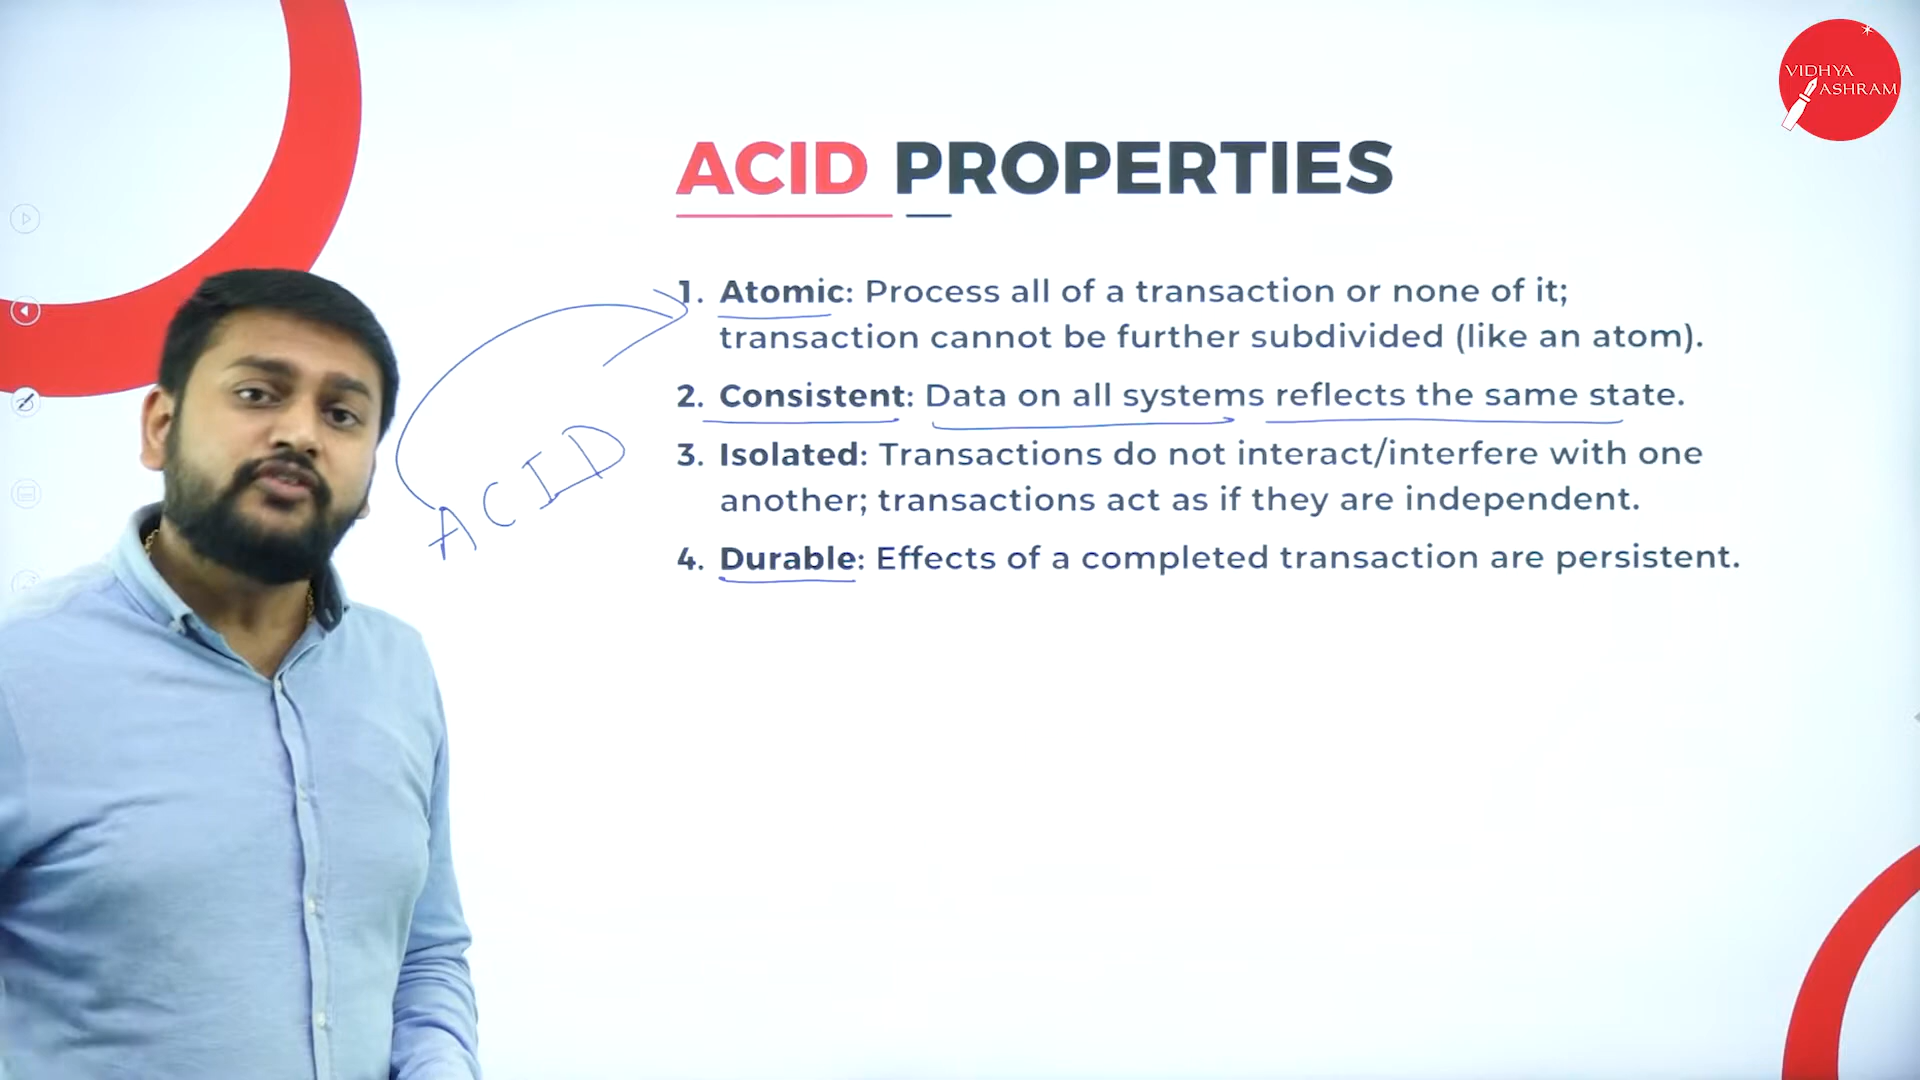 VIDHYA
ASHRAM
ACID PROPERTIES
1. Atomic: Process all of a transaction or none of it;
transaction cannot be further subdivided (like an atom).
2. Consistent: Data on all systems reflects the same state.
3. Isolated: Transactions do not interact/interfere with one
another; transactions act as if they are independent.
4. Durable: Effects of a completed transaction are persistent.
ACID